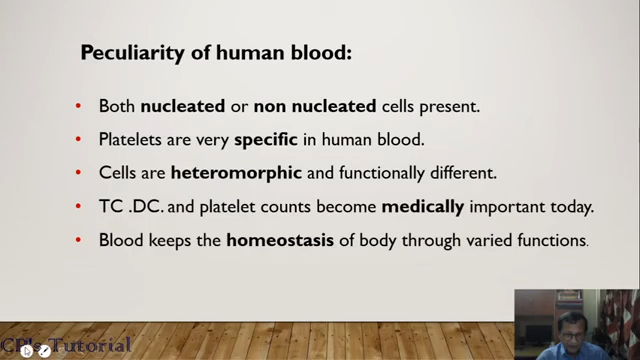 Peculiarity of human blood:
• Both nucleated or non nucleated cells present.
• Platelets are very specific in human blood.
• Cells are heteromorphic and functionally different.
• TC .DC. and platelet counts become medically important today.
• Blood keeps the homeostasis of body through varied functions.
CP's Tutorial